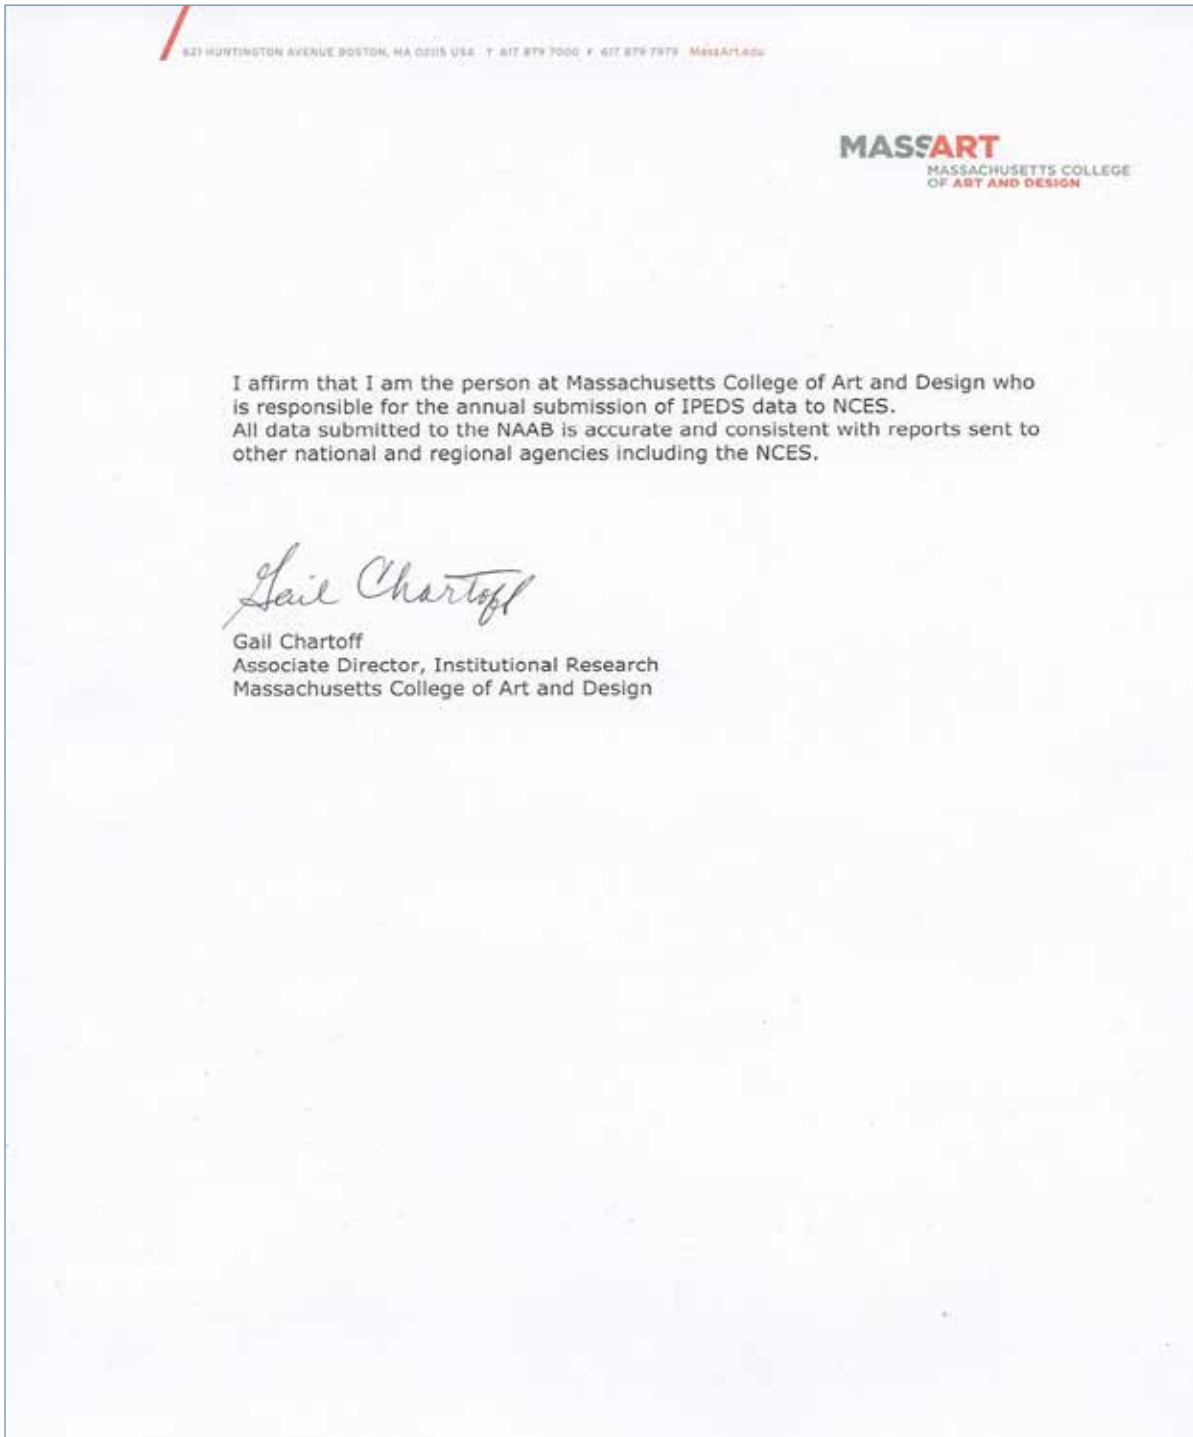 621 HUNTINGTON AVENUE BOSTON, MA 02115 USA T 617 879 7000 F 617 879 7979 MassArt.edu
MASSART
MASSACHUSETTS COLLEGE
OF ART AND DESIGN
I affirm that I am the person at Massachusetts College of Art and Design who
is responsible for the annual submission of IPEDS data to NCES.
All data submitted to the NAAB is accurate and consistent with reports sent to
other national and regional agencies including the NCES.
Gail Chartoff
Gail Chartoff
Associate Director, Institutional Research
Massachusetts College of Art and Design